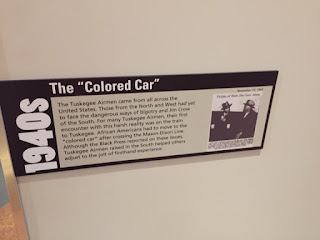 1940s
The "Colored Car"
The Tuskegee Airmen came from all across the
United States. Those from the North and West had yet
to face the dangerous ways of bigotry and Jim Crow
of the South. For many Tuskegee Airmen, their first
encounter with this harsh reality was on the train
to Tuskegee. African Americans had to move to the
"colored car" after crossing the Mason-Dixon Line.
Although the Black Press reported on these issues,
Tuskegee Airmen raised in the South helped others
adjust to the jolt of firsthand experience.